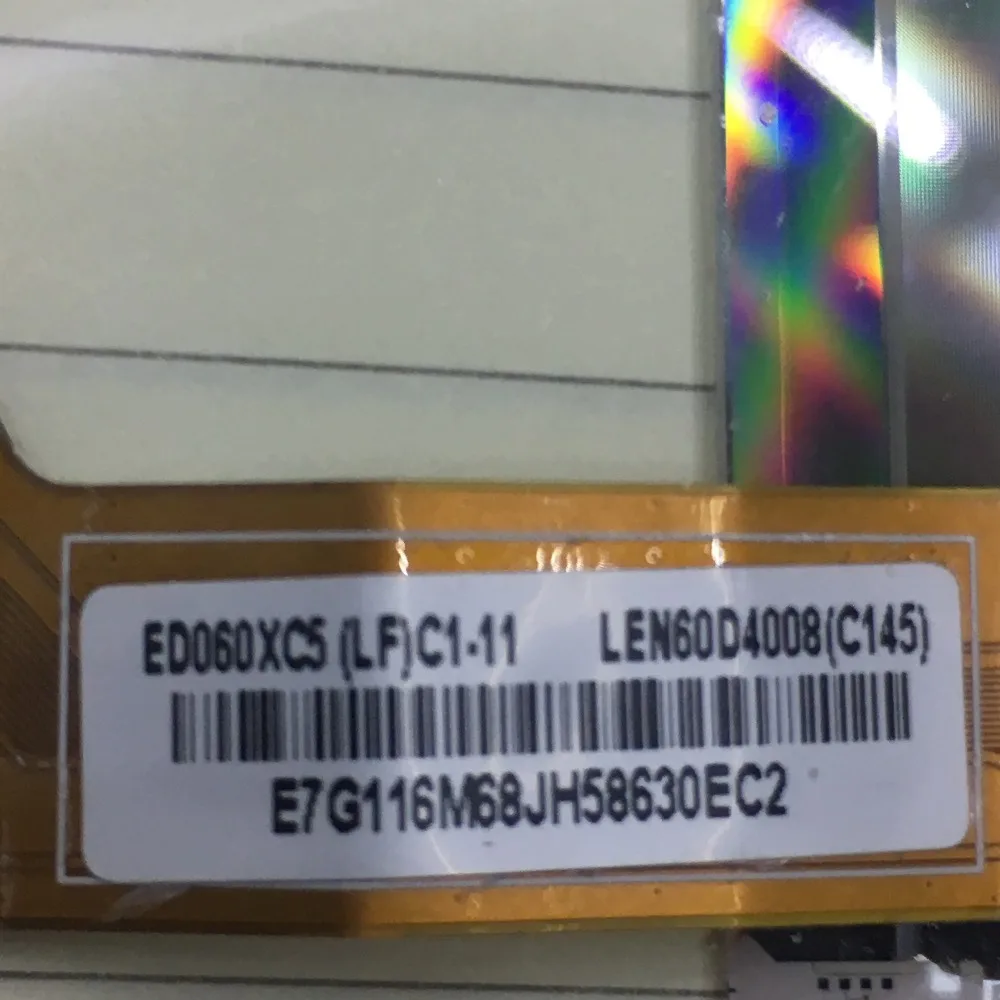 ED060XC5 (LF)C1-11 LEN60D4008(C145)
E7G116M68JH58630EC2